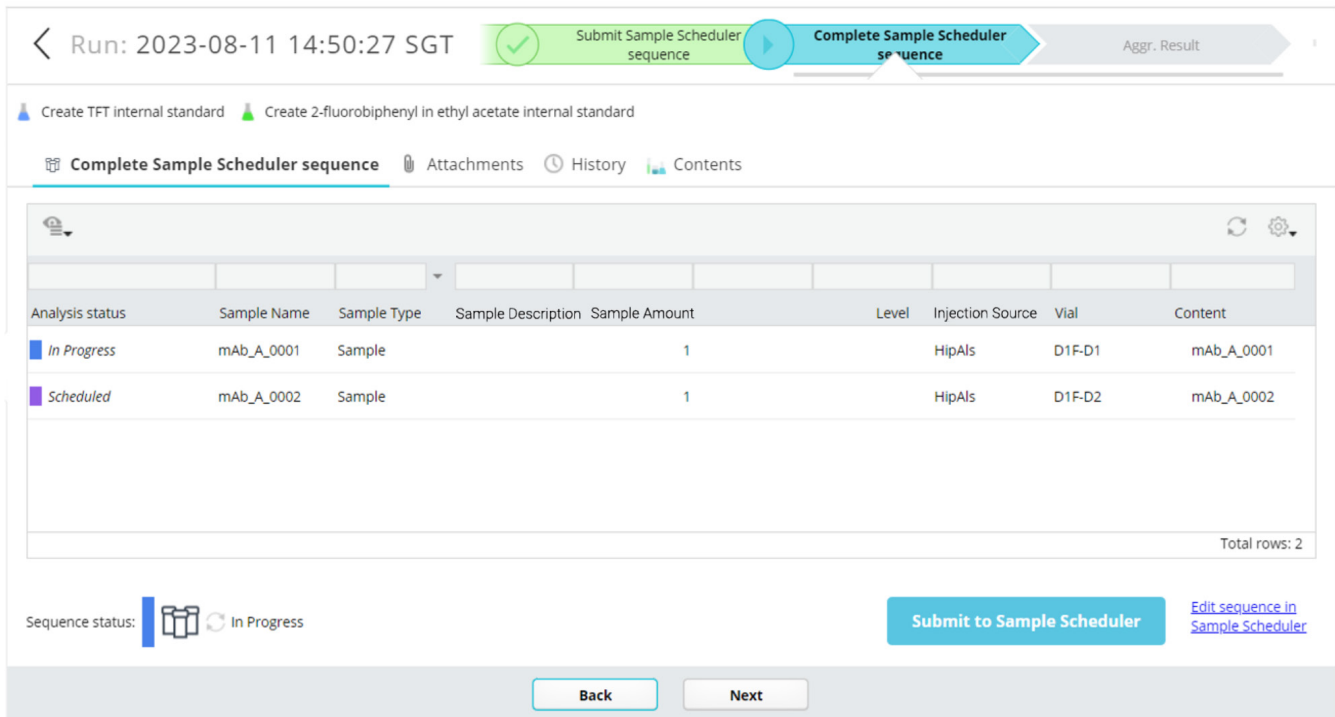 Run: 2023-08-11 14:50:27 SGT
Submit Sample Scheduler
sequence
Complete Sample Scheduler
sequence
Aggr. Result
Create TFT internal standard Create 2-fluorobiphenyl in ethyl acetate internal standard
Complete Sample Scheduler sequence Attachments History Contents
Analysis status Sample Name Sample Type Sample Description Sample Amount Level Injection Source Vial Content
In Progress mAb_A_0001 Sample 1 HipAls D1F-D1 mAb_A_0001
Scheduled mAb_A_0002 Sample 1 HipAls D1F-D2 mAb_A_0002
Total rows: 2
Sequence status: In Progress
Submit to Sample Scheduler
Edit sequence in
Sample Scheduler
Back Next